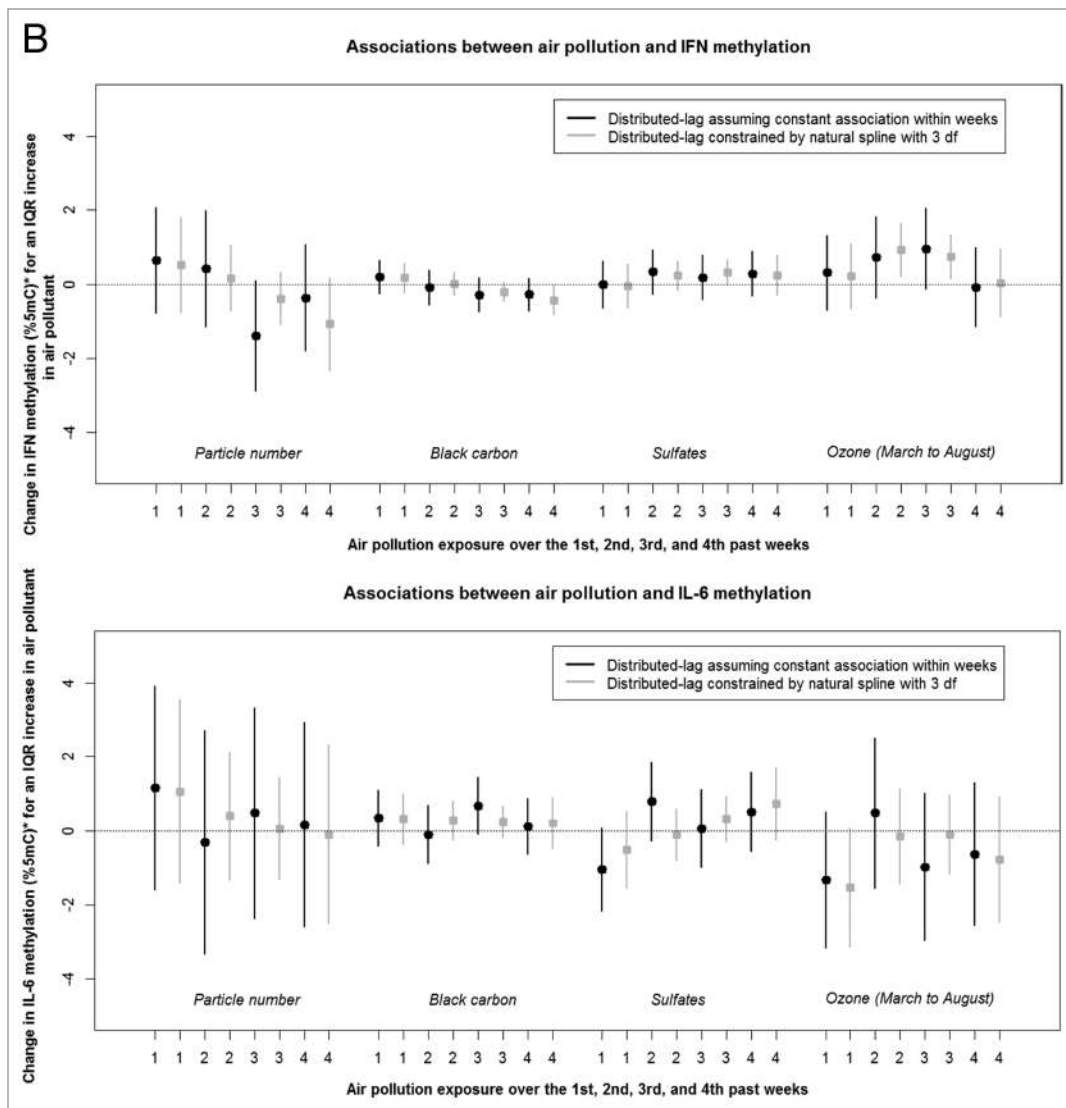 B
Associations between air pollution and IFN methylation
Change in IFN methylation (%5mC)* for an IQR increase
in air pollutant
Distributed-lag assuming constant association within weeks
Distributed-lag constrained by natural spline with 3 df
4
2
0
-2
-4
Particle number Black carbon Sulfates Ozone (March to August)
1 1 2 2 3 3 4 4 1 1 2 2 3 3 4 4 1 1 2 2 3 3 4 4 1 1 2 2 3 3 4 4
Air pollution exposure over the 1st, 2nd, 3rd, and 4th past weeks
Associations between air pollution and IL-6 methylation
Change in IL-6 methylation (%5mC)* for an IQR increase in air pollutant
Distributed-lag assuming constant association within weeks
Distributed-lag constrained by natural spline with 3 df
4
2
0
-2
-4
Particle number Black carbon Sulfates Ozone (March to August)
1 1 2 2 3 3 4 4 1 1 2 2 3 3 4 4 1 1 2 2 3 3 4 4 1 1 2 2 3 3 4 4
Air pollution exposure over the 1st, 2nd, 3rd, and 4th past weeks